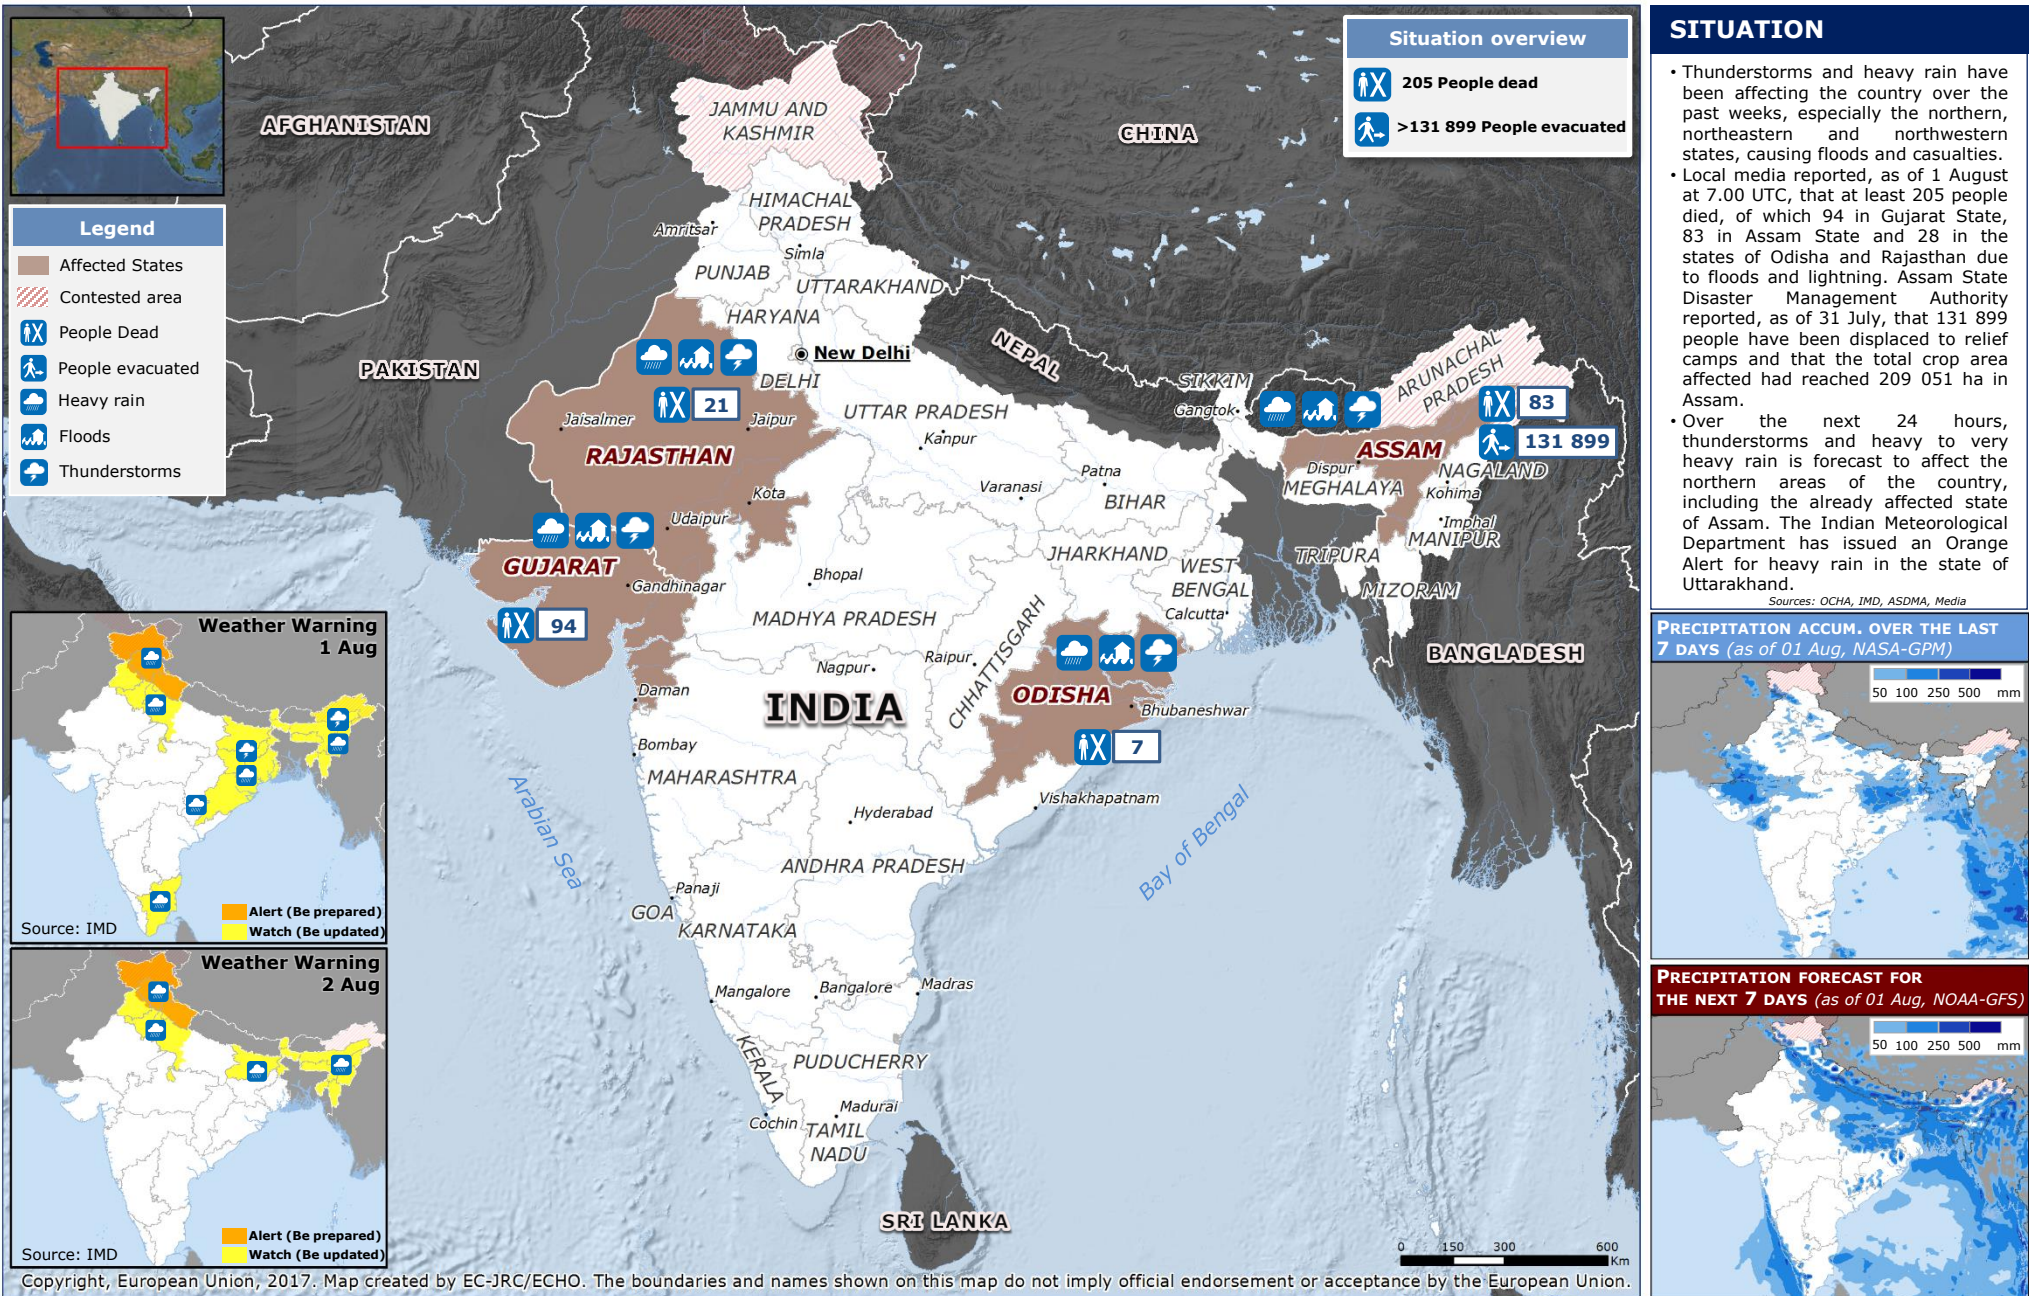 Situation overview
205 People dead
>131 899 People evacuated
Legend
Affected States
Contested area
People Dead
People evacuated
Heavy rain
Floods
Thunderstorms
AFGHANISTAN
CHINA
PAKISTAN
NEPAL
BANGLADESH
SRI LANKA
INDIA
JAMMU AND
KASHMIR
HIMACHAL
PRADESH
Amritsar
Simla
PUNJAB
UTTARAKHAND
HARYANA
New Delhi
DELHI
21
Jaisalmer
Jaipur
RAJASTHAN
Kota
Udaipur
UTTAR PRADESH
Kanpur
Varanasi
Patna
BIHAR
SIKKIM
Gangtok
ARUNACHAL
PRADESH
83
131 899
ASSAM
Dispur
MEGHALAYA
NAGALAND
Kohima
Imphal
MANIPUR
TRIPURA
MIZORAM
JHARKHAND
WEST
BENGAL
Calcutta
GUJARAT
Gandhinagar
94
Bhopal
MADHYA PRADESH
Nagpur
Raipur
CHHATTISGARH
ODISHA
Bhubaneshwar
7
Daman
Bombay
MAHARASHTRA
Vishakhapatnam
Hyderabad
ANDHRA PRADESH
Arabian Sea
Bay of Bengal
Panaji
GOA
KARNATAKA
Mangalore
Bangalore
Madras
KERALA
PUDUCHERRY
Madurai
Cochin
TAMIL
NADU
0 150 300 600
Km
Weather Warning
1 Aug
Alert (Be prepared)
Watch (Be updated)
Source: IMD
Weather Warning
2 Aug
Alert (Be prepared)
Watch (Be updated)
Source: IMD
Copyright, European Union, 2017. Map created by EC-JRC/ECHO. The boundaries and names shown on this map do not imply official endorsement or acceptance by the European Union.
SITUATION
• Thunderstorms and heavy rain have
been affecting the country over the
past weeks, especially the northern,
northeastern and northwestern
states, causing floods and casualties.
• Local media reported, as of 1 August
at 7.00 UTC, that at least 205 people
died, of which 94 in Gujarat State,
83 in Assam State and 28 in the
states of Odisha and Rajasthan due
to floods and lightning. Assam State
Disaster Management Authority
reported, as of 31 July, that 131 899
people have been displaced to relief
camps and that the total crop area
affected had reached 209 051 ha in
Assam.
• Over the next 24 hours,
thunderstorms and heavy to very
heavy rain is forecast to affect the
northern areas of the country,
including the already affected state
of Assam. The Indian Meteorological
Department has issued an Orange
Alert for heavy rain in the state of
Uttarakhand.
Sources: OCHA, IMD, ASDMA, Media
PRECIPITATION ACCUM. OVER THE LAST
7 DAYS (as of 01 Aug, NASA-GPM)
50 100 250 500 mm
PRECIPITATION FORECAST FOR
THE NEXT 7 DAYS (as of 01 Aug, NOAA-GFS)
50 100 250 500 mm